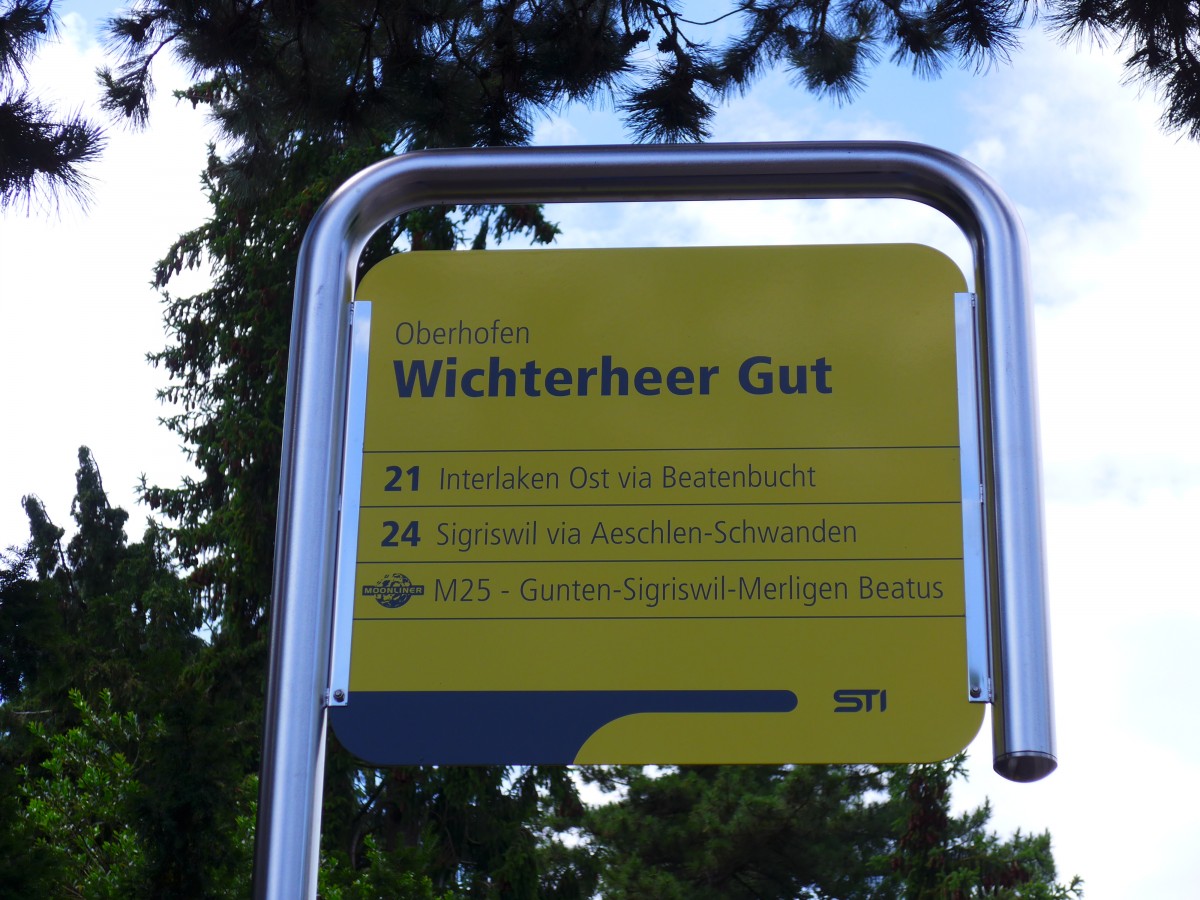 Oberhofen
Wichterheer Gut
21 Interlaken Ost via Beatenbucht
24 Sigriswil via Aeschlen-Schwanden
MOONLINER M25 - Gunten-Sigriswil-Merligen Beatus
STI